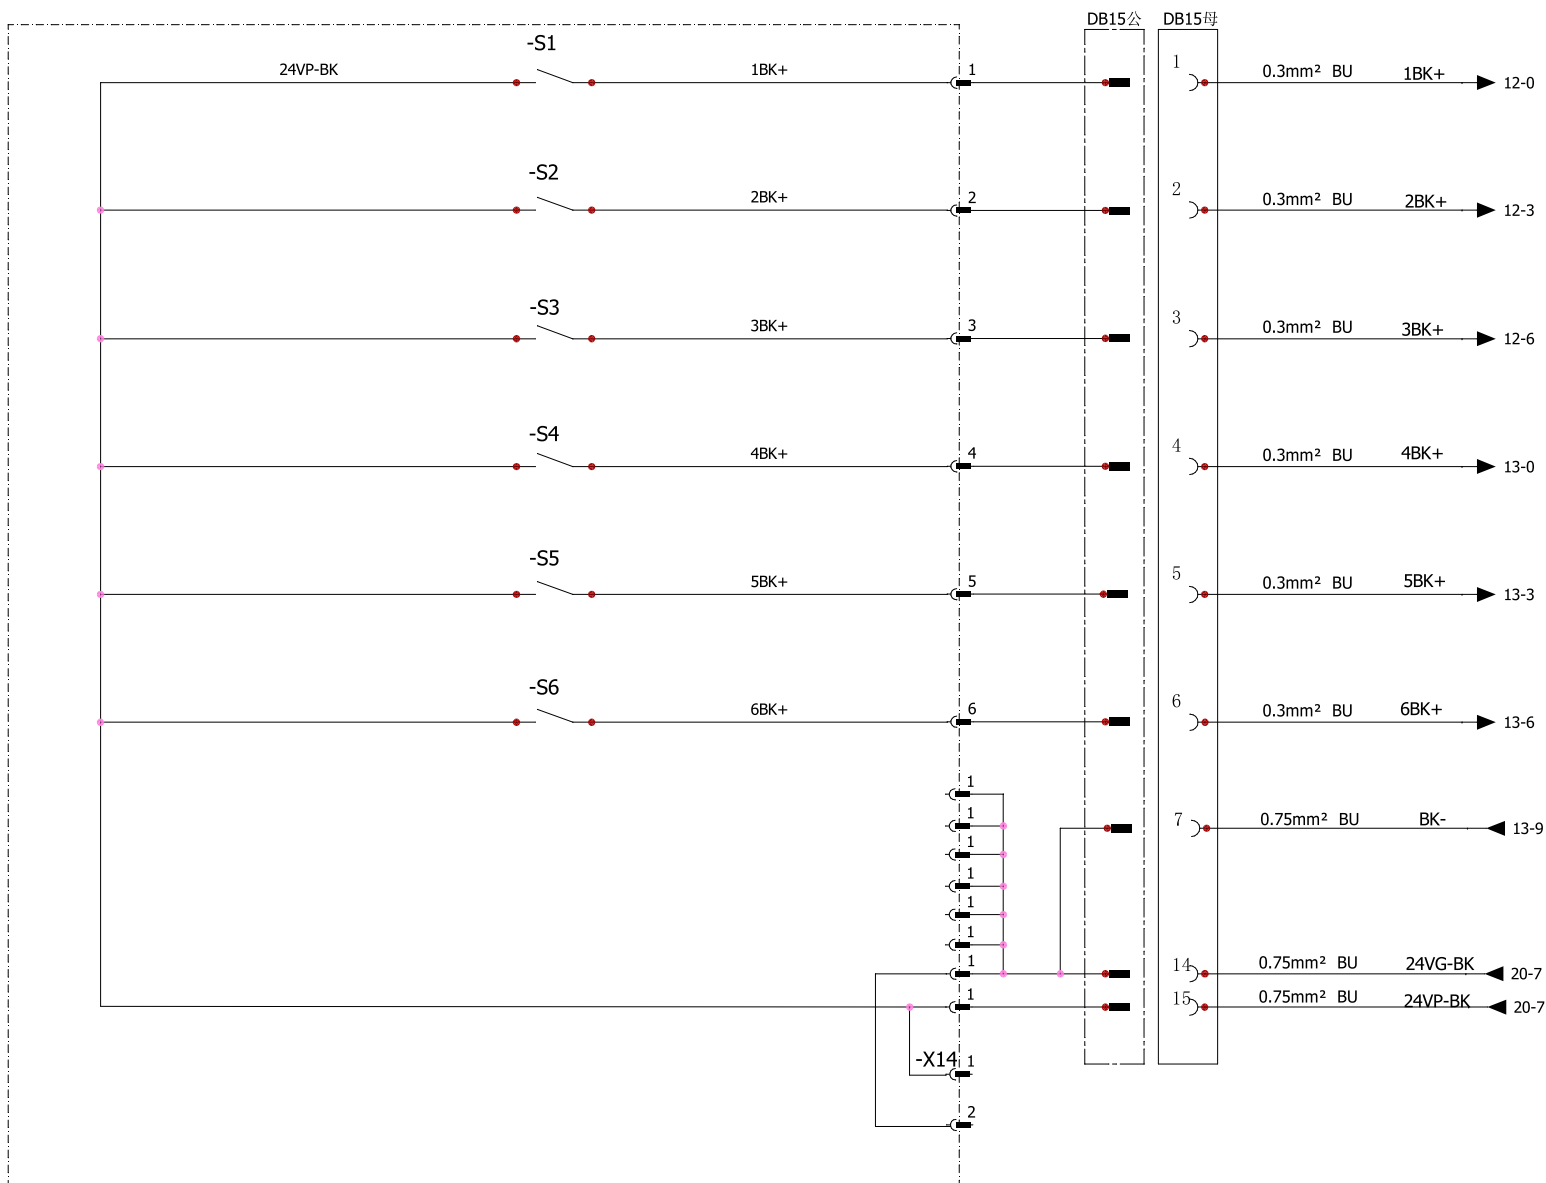 DB15公 DB15母
-S1
24VP-BK 1BK+ 1 1 0.3mm² BU 1BK+ 12-0
-S2
2BK+ 2 2 0.3mm² BU 2BK+ 12-3
-S3
3BK+ 3 3 0.3mm² BU 3BK+ 12-6
-S4
4BK+ 4 4 0.3mm² BU 4BK+ 13-0
-S5
5BK+ 5 5 0.3mm² BU 5BK+ 13-3
-S6
6BK+ 6 6 0.3mm² BU 6BK+ 13-6
1
1 7 0.75mm² BU BK- 13-9
1
1
1
1
1 14 0.75mm² BU 24VG-BK 20-7
1 15 0.75mm² BU 24VP-BK 20-7
-X14 1
2